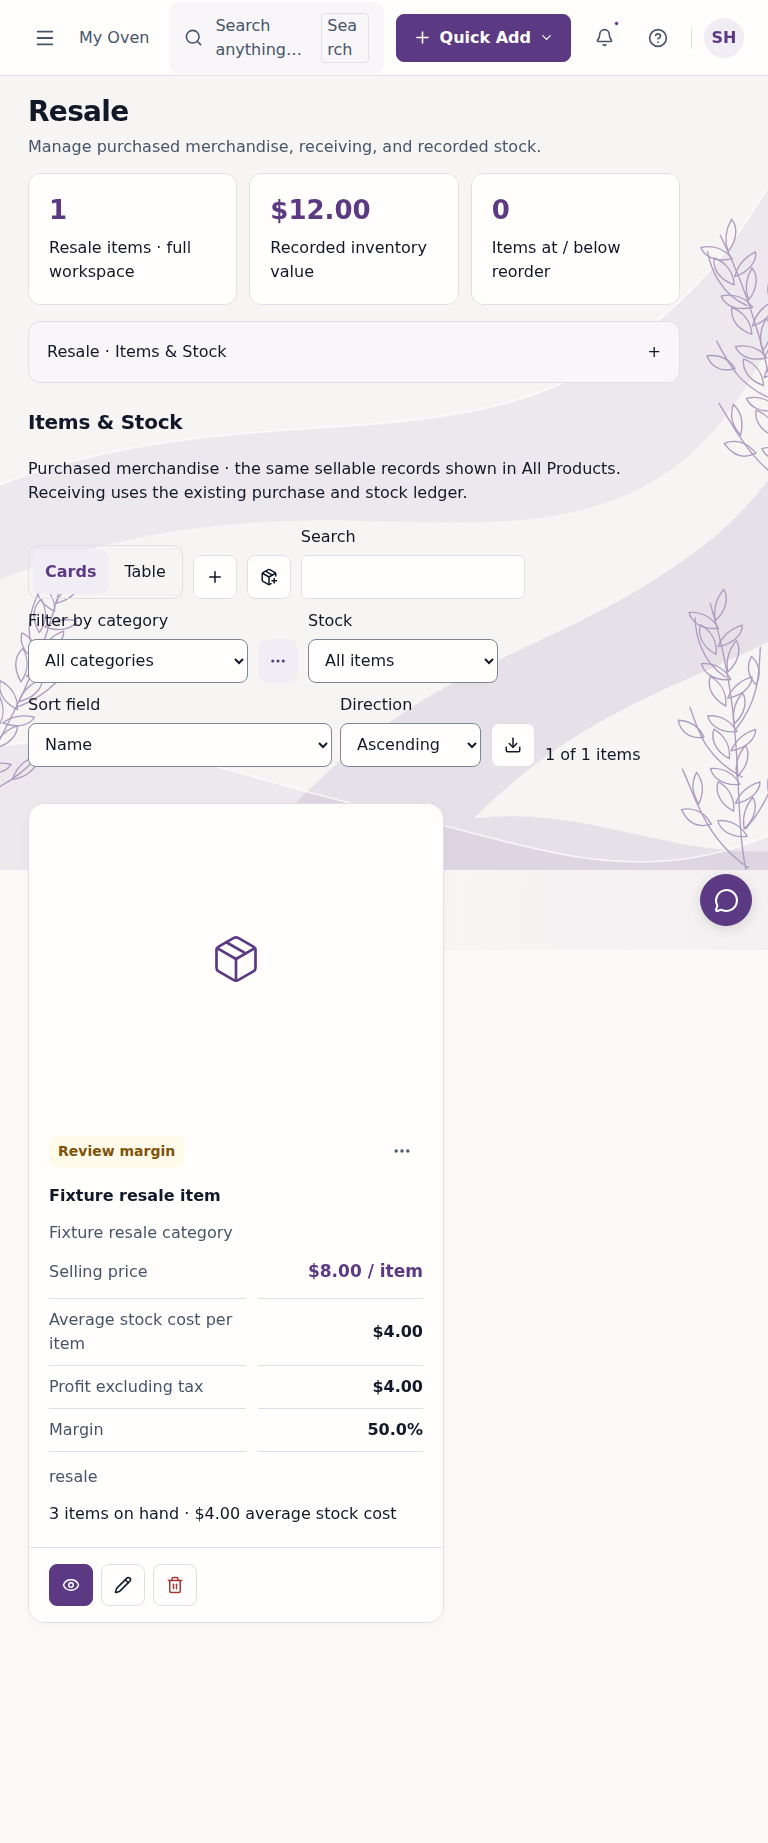 My Oven
Search anything...
Search
Quick Add
SH
Resale
Manage purchased merchandise, receiving, and recorded stock.
1
Resale items · full
workspace
$12.00
Recorded inventory
value
0
Items at / below
reorder
Resale · Items & Stock
+
Items & Stock
Purchased merchandise · the same sellable records shown in All Products.
Receiving uses the existing purchase and stock ledger.
Cards
Table
Search
Filter by category
All categories
Stock
All items
Sort field
Name
Direction
Ascending
1 of 1 items
Review margin
Fixture resale item
Fixture resale category
Selling price
$8.00 / item
Average stock cost per
item
$4.00
Profit excluding tax
$4.00
Margin
50.0%
resale
3 items on hand · $4.00 average stock cost